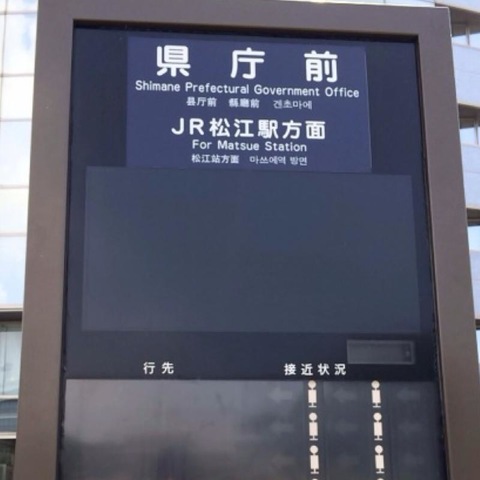 県庁前
Shimane Prefectural Government Office
县厅前 縣廳前 겐초마에
JR松江駅方面
For Matsue Station
松江站方面 마쓰에역 방면
行先 接近状況